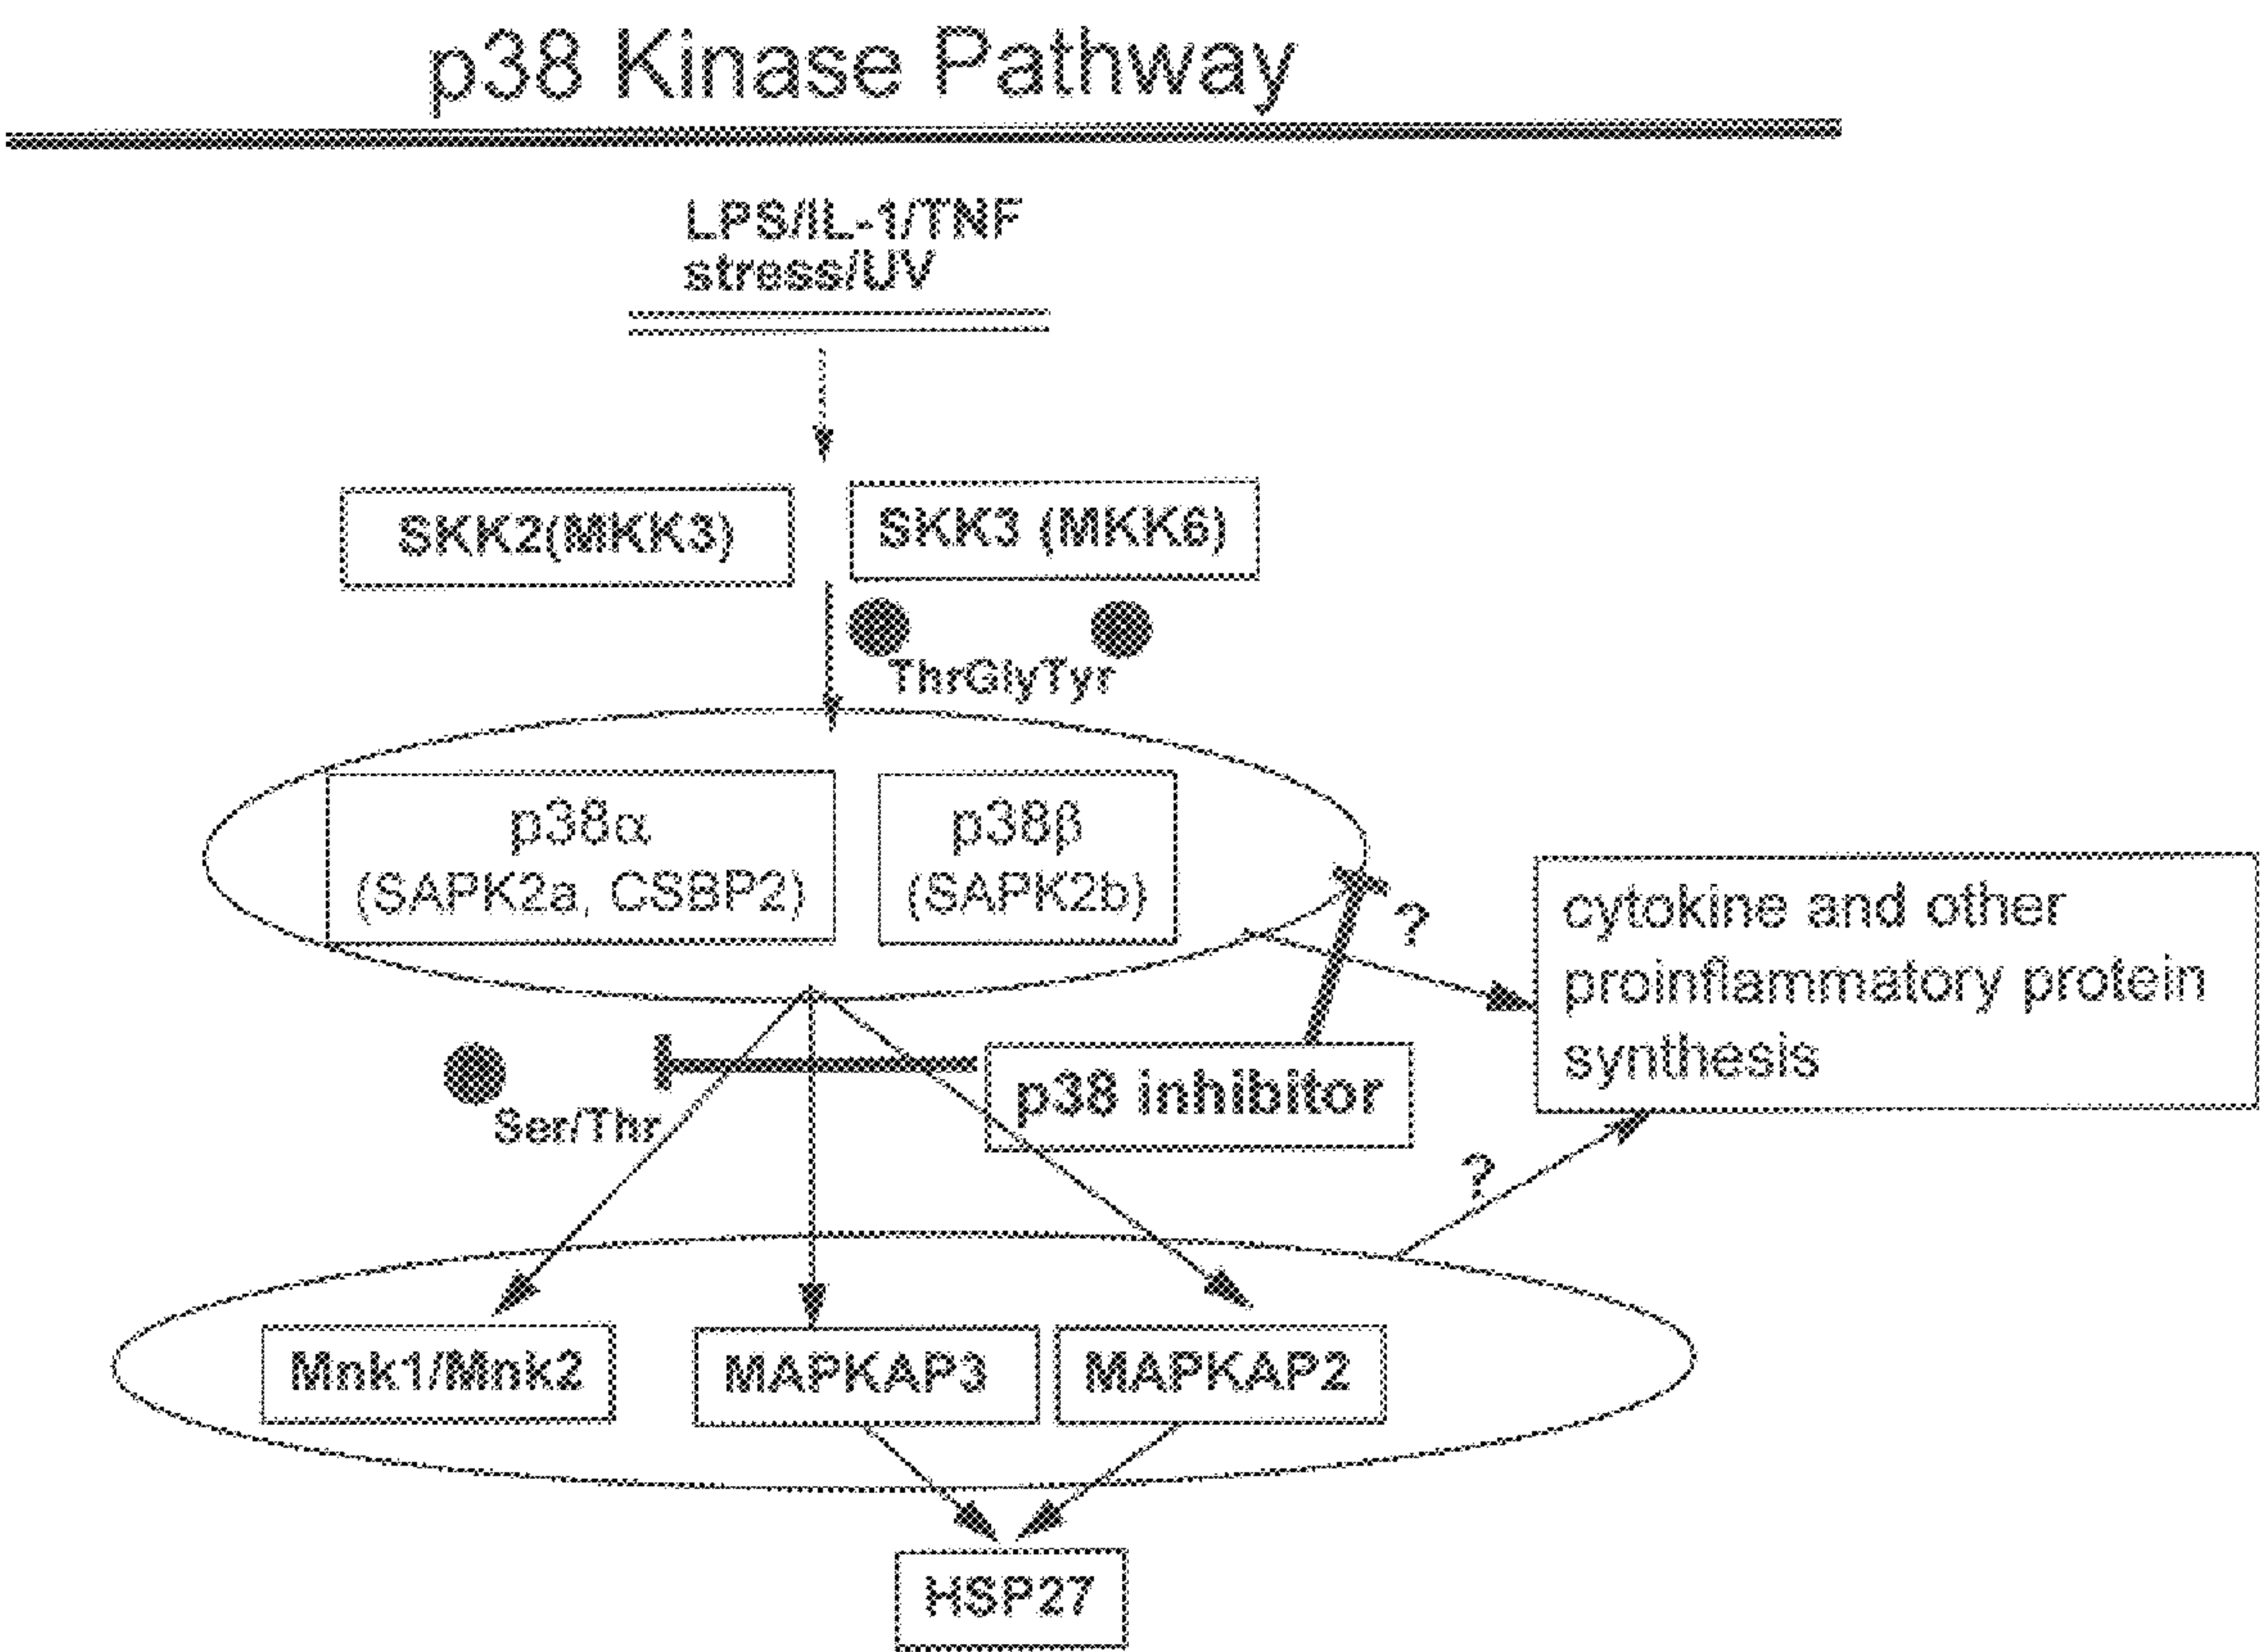 p38 Kinase Pathway
LPS/IL-1/TNF
stress/UV
SKK2(MKK3)
SKK3 (MKK6)
ThrGlyTyr
p38α
(SAPK2a, CSBP2)
p38β
(SAPK2b)
?
cytokine and other
proinflammatory protein
synthesis
p38 inhibitor
Ser/Thr
?
Mnk1/Mnk2
MAPKAP3
MAPKAP2
HSP27